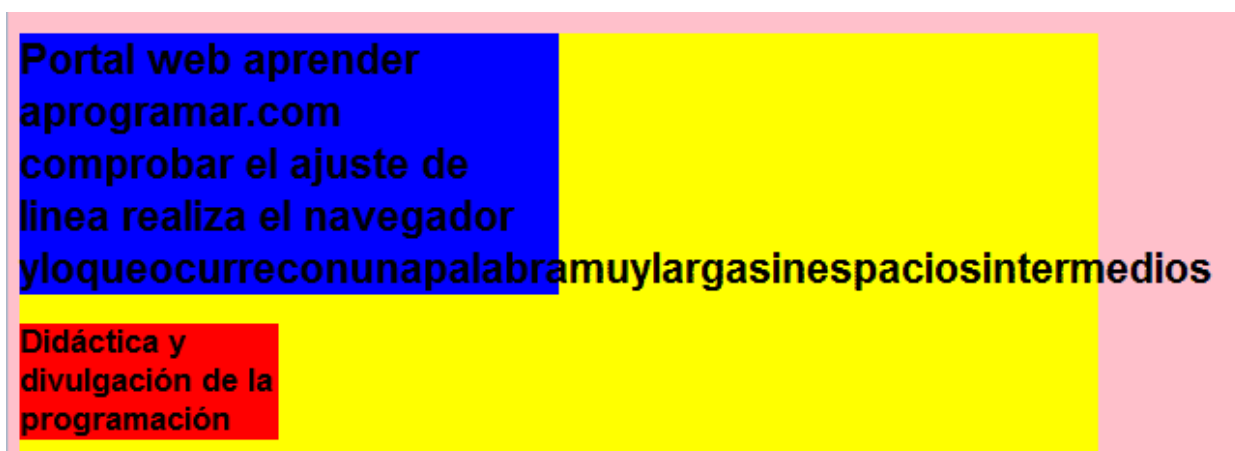 Portal web aprender
aprogramar.com
comprobar el ajuste de
linea realiza el navegador
yloqueocurreconunapalabramuylargasinespaciosintermedios
Didáctica y
divulgación de la
programación